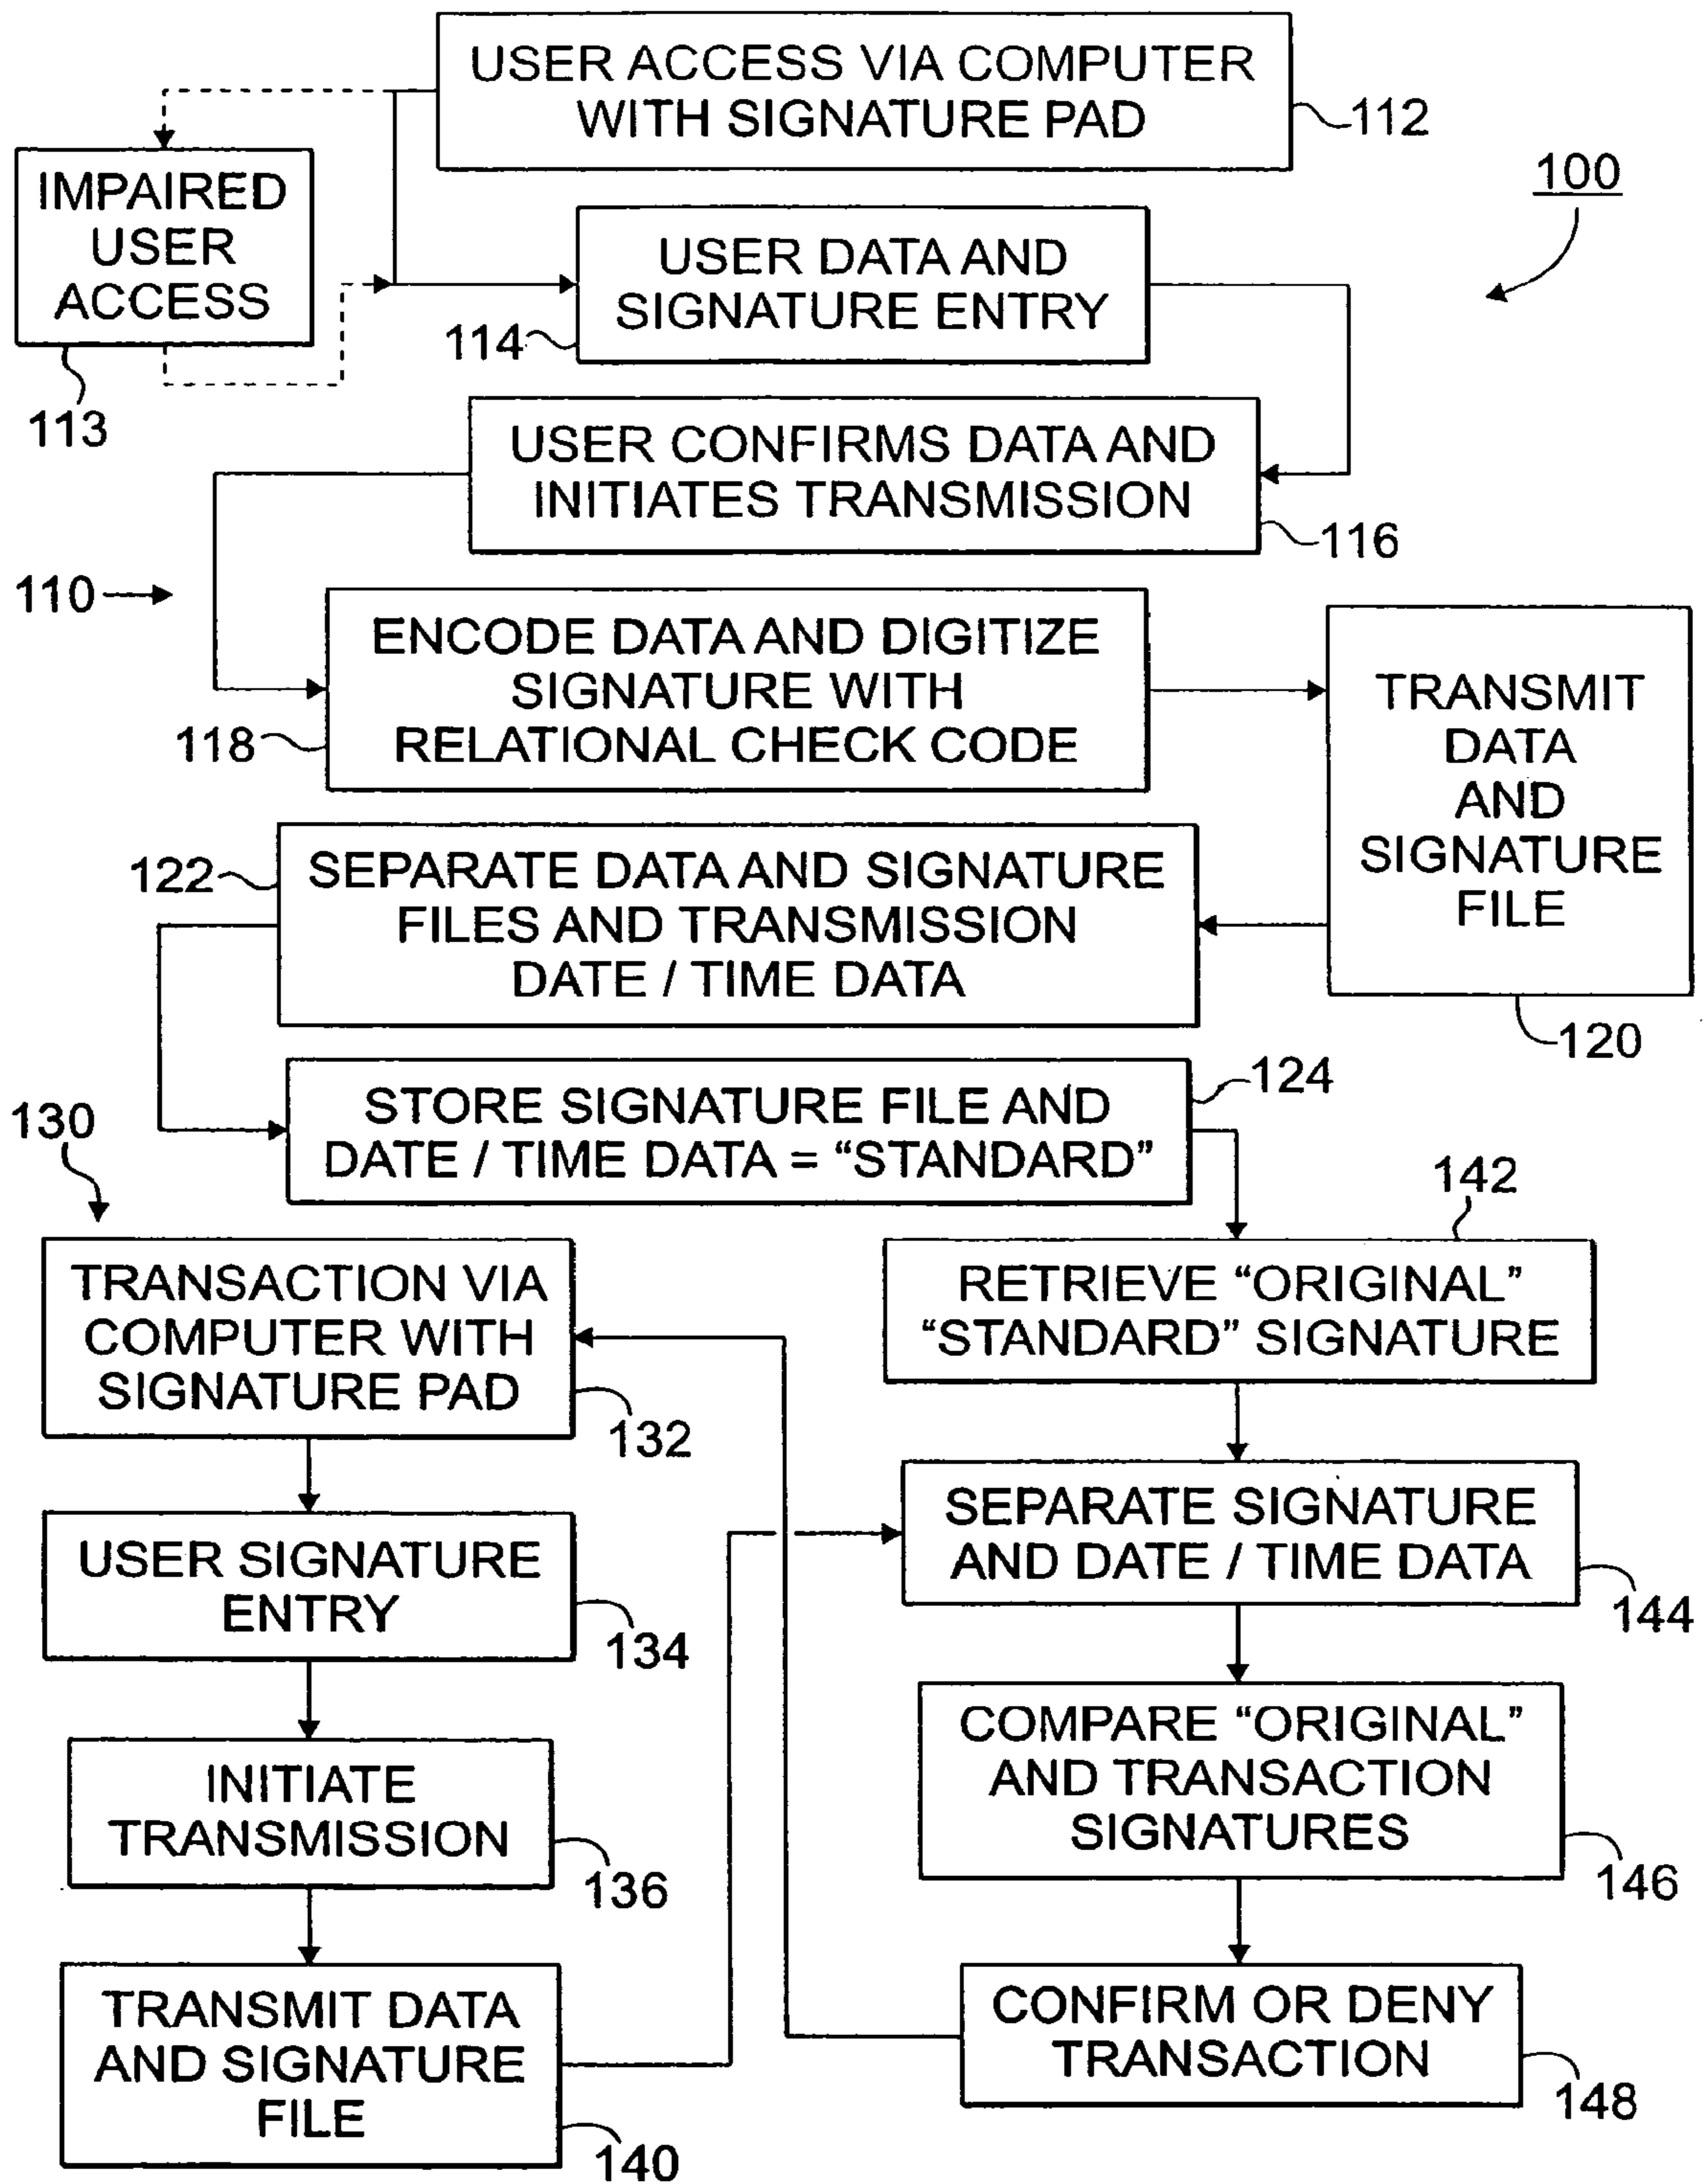 USER ACCESS VIA COMPUTER
WITH SIGNATURE PAD
112
100
IMPAIRED
USER
ACCESS
113
USER DATA AND
SIGNATURE ENTRY
114
USER CONFIRMS DATA AND
INITIATES TRANSMISSION
116
110
ENCODE DATA AND DIGITIZE
SIGNATURE WITH
RELATIONAL CHECK CODE
118
TRANSMIT
DATA
AND
SIGNATURE
FILE
120
122
SEPARATE DATA AND SIGNATURE
FILES AND TRANSMISSION
DATE / TIME DATA
124
STORE SIGNATURE FILE AND
DATE / TIME DATA = “STANDARD”
130
TRANSACTION VIA
COMPUTER WITH
SIGNATURE PAD
132
USER SIGNATURE
ENTRY
134
INITIATE
TRANSMISSION
136
TRANSMIT DATA
AND SIGNATURE
FILE
140
142
RETRIEVE “ORIGINAL”
“STANDARD” SIGNATURE
SEPARATE SIGNATURE
AND DATE / TIME DATA
144
COMPARE “ORIGINAL”
AND TRANSACTION
SIGNATURES
146
CONFIRM OR DENY
TRANSACTION
148